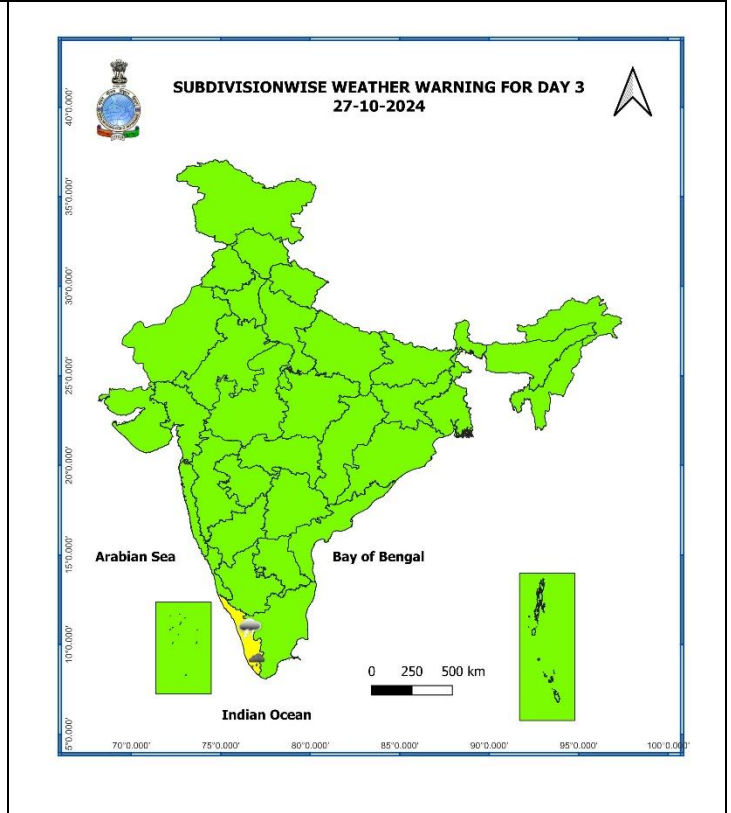 SUBDIVISIONWISE WEATHER WARNING FOR DAY 3
27-10-2024
40°0.000'
35°0.000'
30°0.000'
25°0.000'
20°0.000'
15°0.000'
10°0.000'
5°0.000'
Arabian Sea
Bay of Bengal
0 250 500 km
Indian Ocean
70°0.000' 75°0.000' 80°0.000' 85°0.000' 90°0.000' 95°0.000' 100°0.000'